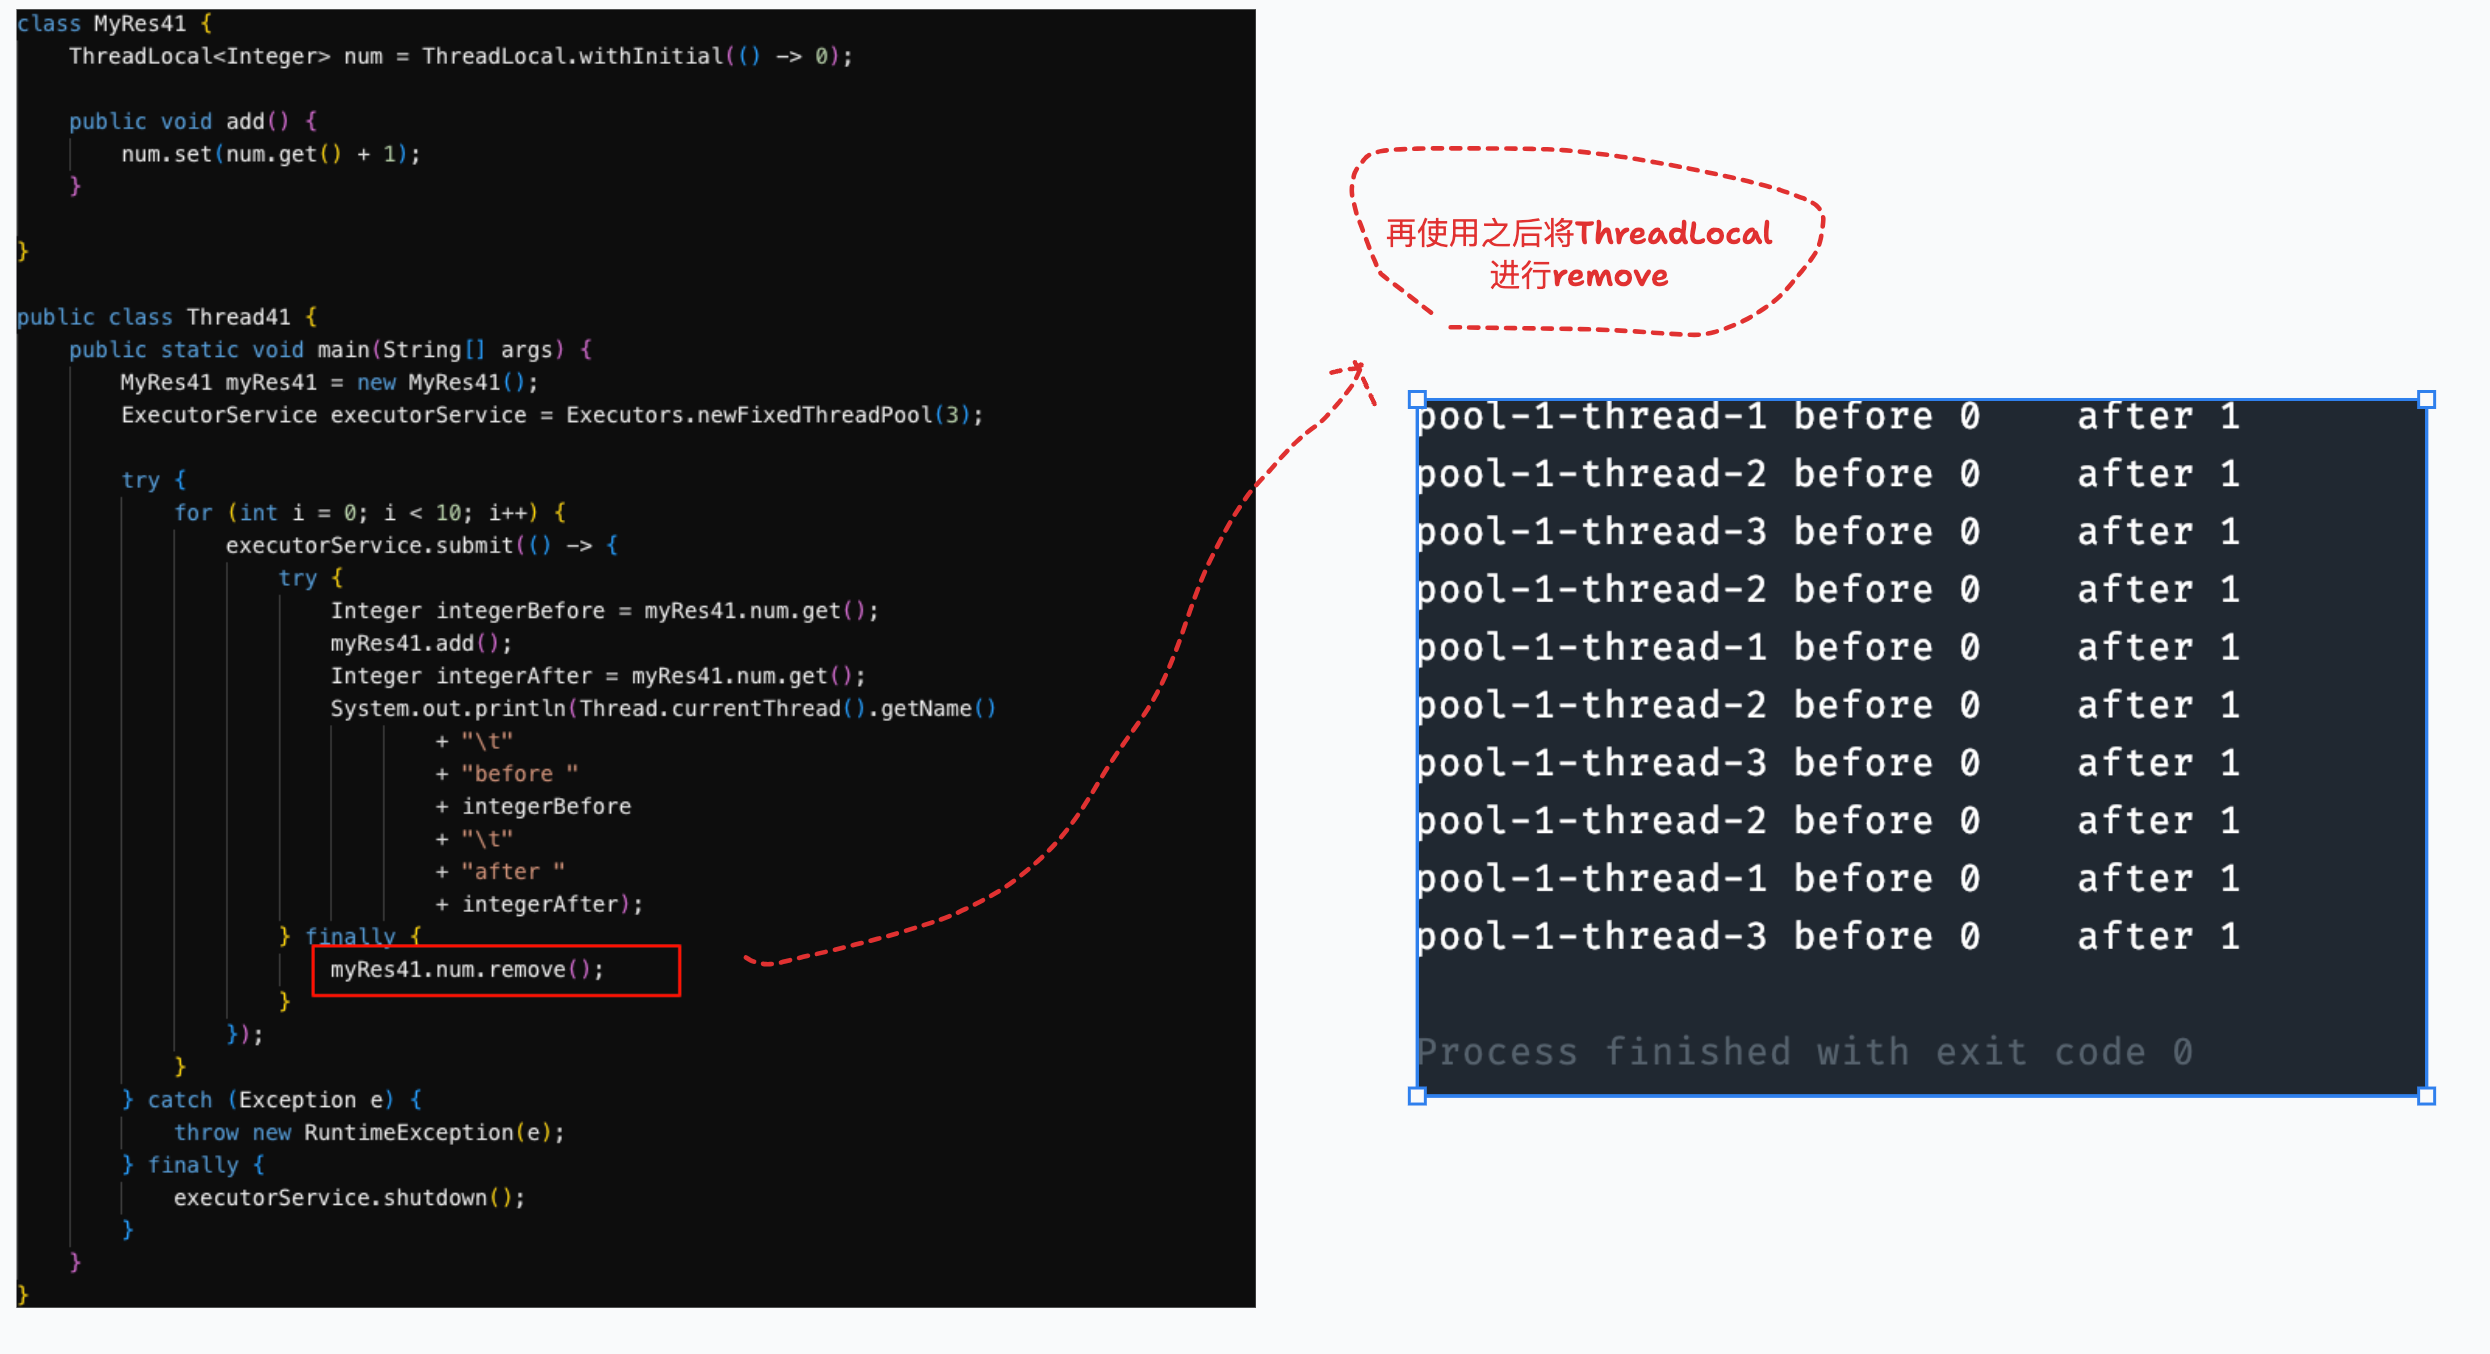 class MyRes41 {
    ThreadLocal<Integer> num = ThreadLocal.withInitial(() -> 0);
    public void add() {
        num.set(num.get() + 1);
    }
}
public class Thread41 {
    public static void main(String[] args) {
        MyRes41 myRes41 = new MyRes41();
        ExecutorService executorService = Executors.newFixedThreadPool(3);
        try {
            for (int i = 0; i < 10; i++) {
                executorService.submit(() -> {
                    try {
                        Integer integerBefore = myRes41.num.get();
                        myRes41.add();
                        Integer integerAfter = myRes41.num.get();
                        System.out.println(Thread.currentThread().getName()
                                + "\t"
                                + "before "
                                + integerBefore
                                + "\t"
                                + "after "
                                + integerAfter);
                    } finally {
                        myRes41.num.remove();
                    }
                });
            }
        } catch (Exception e) {
            throw new RuntimeException(e);
        } finally {
            executorService.shutdown();
        }
    }
}
再使用之后将ThreadLocal
进行remove
pool-1-thread-1 before 0    after 1
pool-1-thread-2 before 0    after 1
pool-1-thread-3 before 0    after 1
pool-1-thread-2 before 0    after 1
pool-1-thread-1 before 0    after 1
pool-1-thread-2 before 0    after 1
pool-1-thread-3 before 0    after 1
pool-1-thread-2 before 0    after 1
pool-1-thread-1 before 0    after 1
pool-1-thread-3 before 0    after 1
Process finished with exit code 0